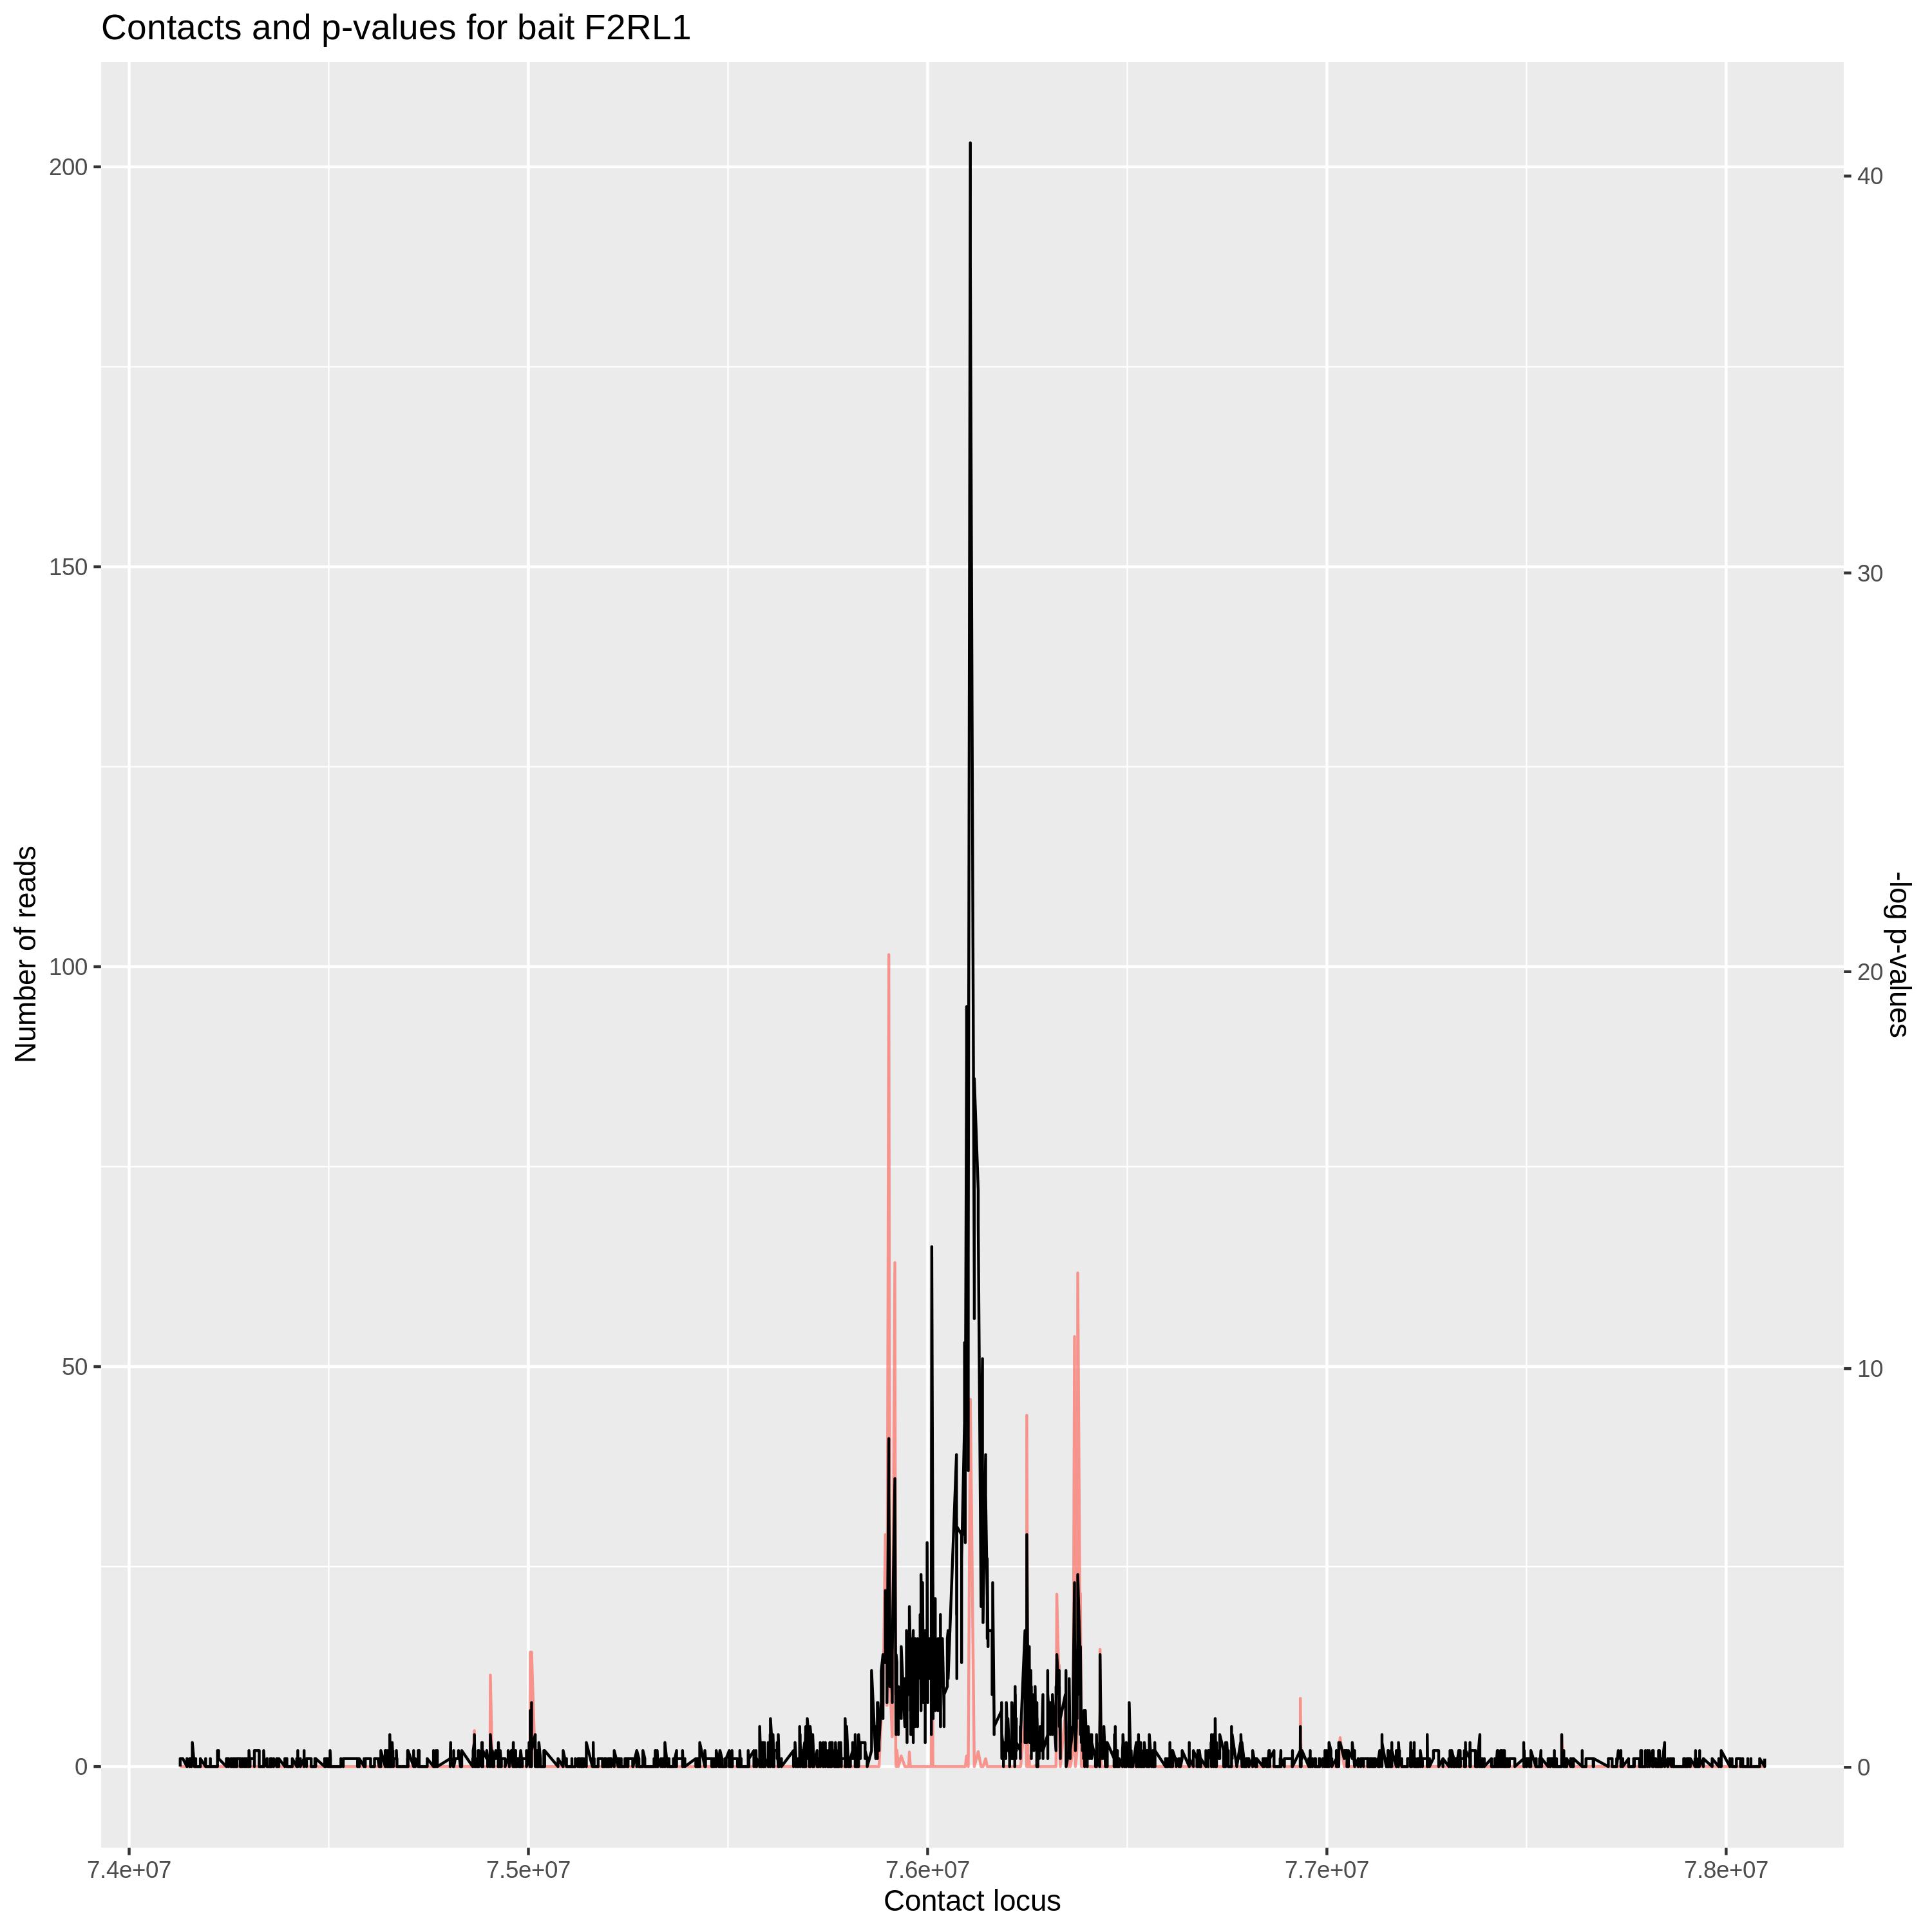 Contacts and p-values for bait F2RL1
200
150
100
50
0
Number of reads
40
30
20
10
0
-log p-values
7.4e+07
7.5e+07
7.6e+07
7.7e+07
7.8e+07
Contact locus